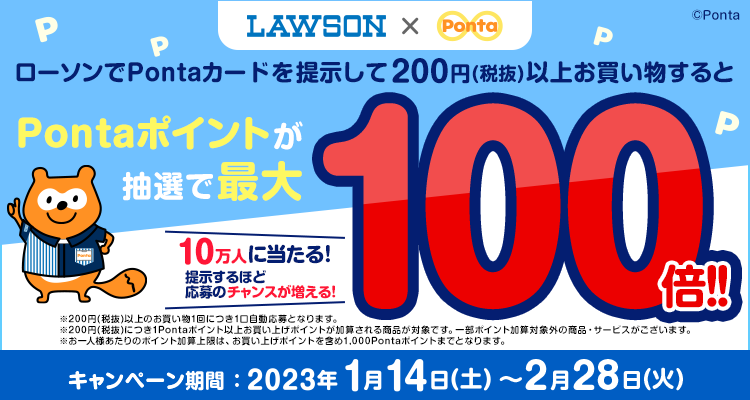 LAWSON × Ponta
©Ponta
P
P
P
P
ローソンでPontaカードを提示して200円(税抜)以上お買い物すると
Pontaポイントが
抽選で最大
100
倍!!
10万人に当たる!
提示するほど
応募のチャンスが増える!
Ponta
※200円(税抜)以上のお買い物1回につき1口自動応募となります。
※200円(税抜)につき1Pontaポイント以上お買い上げポイントが加算される商品が対象です。一部ポイント加算対象外の商品・サービスがございます。
※お一人様あたりのポイント加算上限は、お買い上げポイントを含め1,000Pontaポイントまでとなります。
キャンペーン期間：2023年1月14日(土)～2月28日(火)